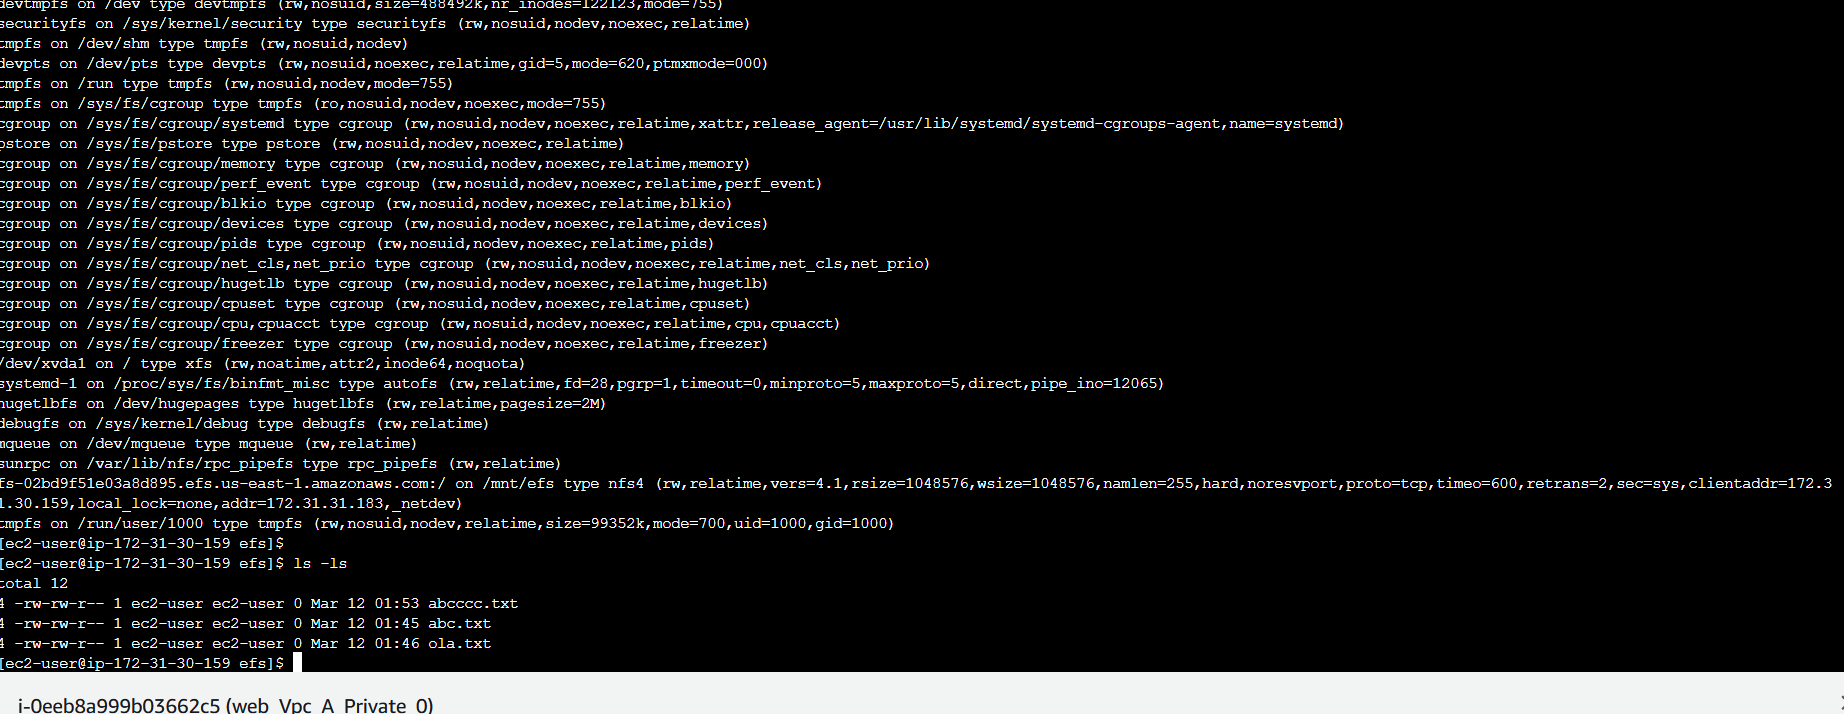 devtmpfs on /dev type devtmpfs (rw,nosuid,size=488492k,nr_inodes=122123,mode=755)
securityfs on /sys/kernel/security type securityfs (rw,nosuid,nodev,noexec,relatime)
tmpfs on /dev/shm type tmpfs (rw,nosuid,nodev)
devpts on /dev/pts type devpts (rw,nosuid,noexec,relatime,gid=5,mode=620,ptmxmode=000)
tmpfs on /run type tmpfs (rw,nosuid,nodev,mode=755)
tmpfs on /sys/fs/cgroup type tmpfs (ro,nosuid,nodev,noexec,mode=755)
cgroup on /sys/fs/cgroup/systemd type cgroup (rw,nosuid,nodev,noexec,relatime,xattr,release_agent=/usr/lib/systemd/systemd-cgroups-agent,name=systemd)
pstore on /sys/fs/pstore type pstore (rw,nosuid,nodev,noexec,relatime)
cgroup on /sys/fs/cgroup/memory type cgroup (rw,nosuid,nodev,noexec,relatime,memory)
cgroup on /sys/fs/cgroup/perf_event type cgroup (rw,nosuid,nodev,noexec,relatime,perf_event)
cgroup on /sys/fs/cgroup/blkio type cgroup (rw,nosuid,nodev,noexec,relatime,blkio)
cgroup on /sys/fs/cgroup/devices type cgroup (rw,nosuid,nodev,noexec,relatime,devices)
cgroup on /sys/fs/cgroup/pids type cgroup (rw,nosuid,nodev,noexec,relatime,pids)
cgroup on /sys/fs/cgroup/net_cls,net_prio type cgroup (rw,nosuid,nodev,noexec,relatime,net_cls,net_prio)
cgroup on /sys/fs/cgroup/hugetlb type cgroup (rw,nosuid,nodev,noexec,relatime,hugetlb)
cgroup on /sys/fs/cgroup/cpuset type cgroup (rw,nosuid,nodev,noexec,relatime,cpuset)
cgroup on /sys/fs/cgroup/cpu,cpuacct type cgroup (rw,nosuid,nodev,noexec,relatime,cpu,cpuacct)
cgroup on /sys/fs/cgroup/freezer type cgroup (rw,nosuid,nodev,noexec,relatime,freezer)
/dev/xvda1 on / type xfs (rw,noatime,attr2,inode64,noquota)
systemd-1 on /proc/sys/fs/binfmt_misc type autofs (rw,relatime,fd=28,pgrp=1,timeout=0,minproto=5,maxproto=5,direct,pipe_ino=12065)
hugetlbfs on /dev/hugepages type hugetlbfs (rw,relatime,pagesize=2M)
debugfs on /sys/kernel/debug type debugfs (rw,relatime)
mqueue on /dev/mqueue type mqueue (rw,relatime)
sunrpc on /var/lib/nfs/rpc_pipefs type rpc_pipefs (rw,relatime)
fs-02bd9f51e03a8d895.efs.us-east-1.amazonaws.com:/ on /mnt/efs type nfs4 (rw,relatime,vers=4.1,rsize=1048576,wsize=1048576,namlen=255,hard,noresvport,proto=tcp,timeo=600,retrans=2,sec=sys,clientaddr=172.3
1.30.159,local_lock=none,addr=172.31.31.183,_netdev)
tmpfs on /run/user/1000 type tmpfs (rw,nosuid,nodev,relatime,size=99352k,mode=700,uid=1000,gid=1000)
[ec2-user@ip-172-31-30-159 efs]$
[ec2-user@ip-172-31-30-159 efs]$ ls -ls
total 12
4 -rw-rw-r-- 1 ec2-user ec2-user 0 Mar 12 01:53 abcccc.txt
4 -rw-rw-r-- 1 ec2-user ec2-user 0 Mar 12 01:45 abc.txt
4 -rw-rw-r-- 1 ec2-user ec2-user 0 Mar 12 01:46 ola.txt
[ec2-user@ip-172-31-30-159 efs]$
i-0eeb8a999b03662c5 (web_Vpc_A_Private_0)